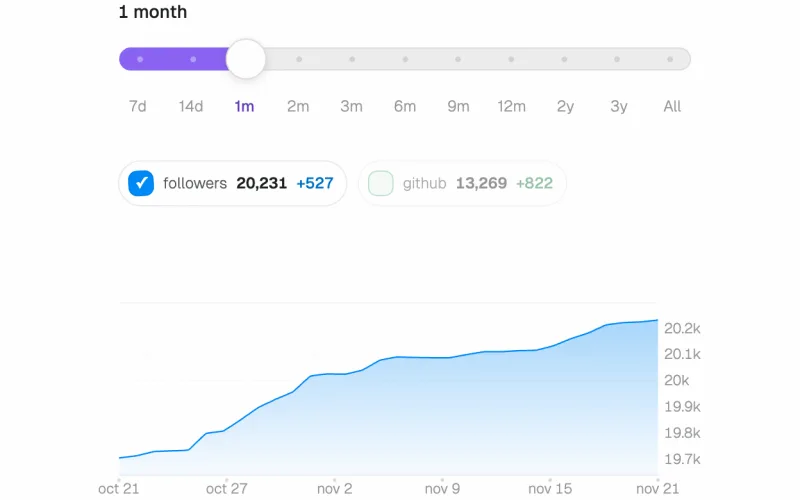 1 month
7d 14d 1m 2m 3m 6m 9m 12m 2y 3y All
followers 20,231 +527 github 13,269 +822
20.2k
20.1k
20k
19.9k
19.8k
19.7k
oct 21 oct 27 nov 2 nov 9 nov 15 nov 21